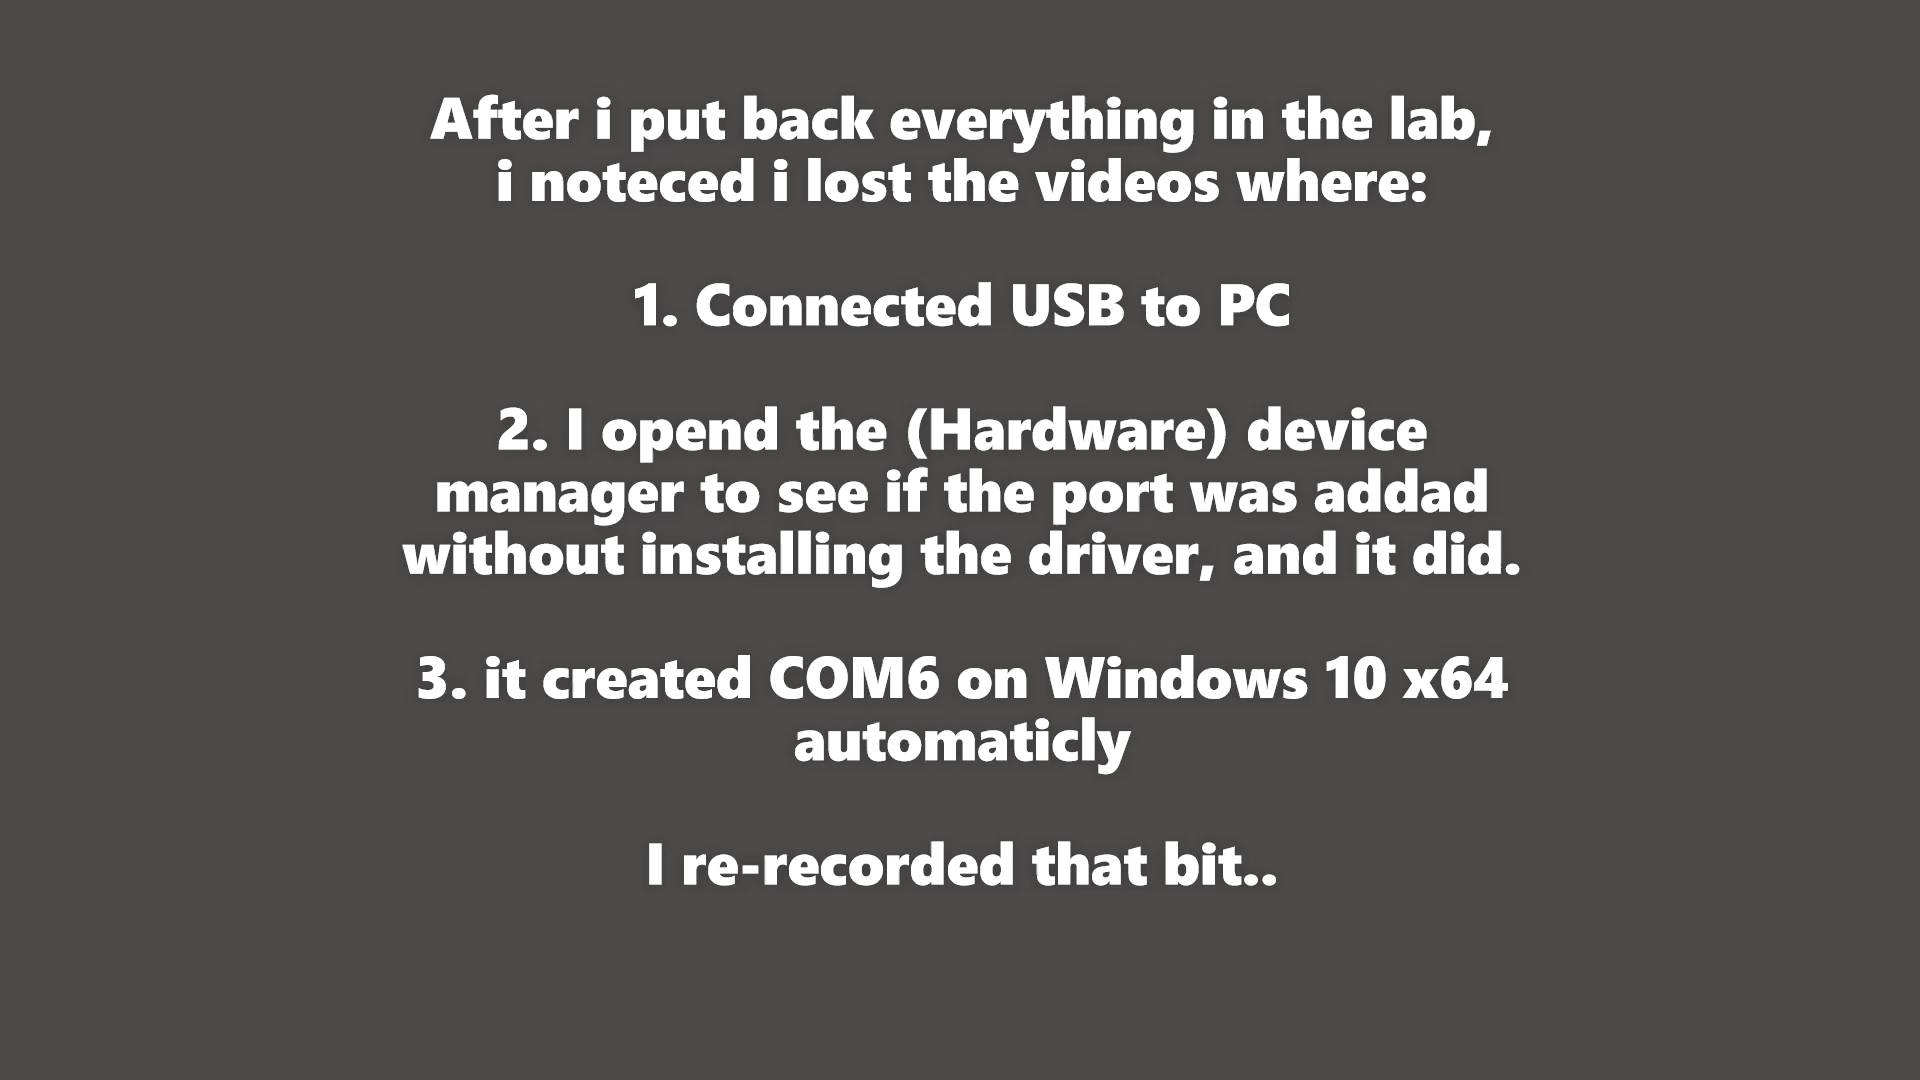 After i put back everything in the lab,
i noteced i lost the videos where:
1. Connected USB to PC
2. I opend the (Hardware) device
manager to see if the port was addad
without installing the driver, and it did.
3. it created COM6 on Windows 10 x64
automaticly
I re-recorded that bit..